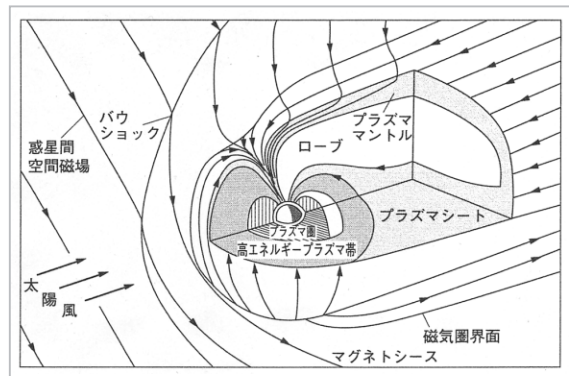 プラズマ
マントル
バウ
ショック
ローブ
惑星間
空間磁場
プラズマシート
プラズマ圏
高エネルギープラズマ帯
太
陽
風
磁気圏界面
マグネトシース